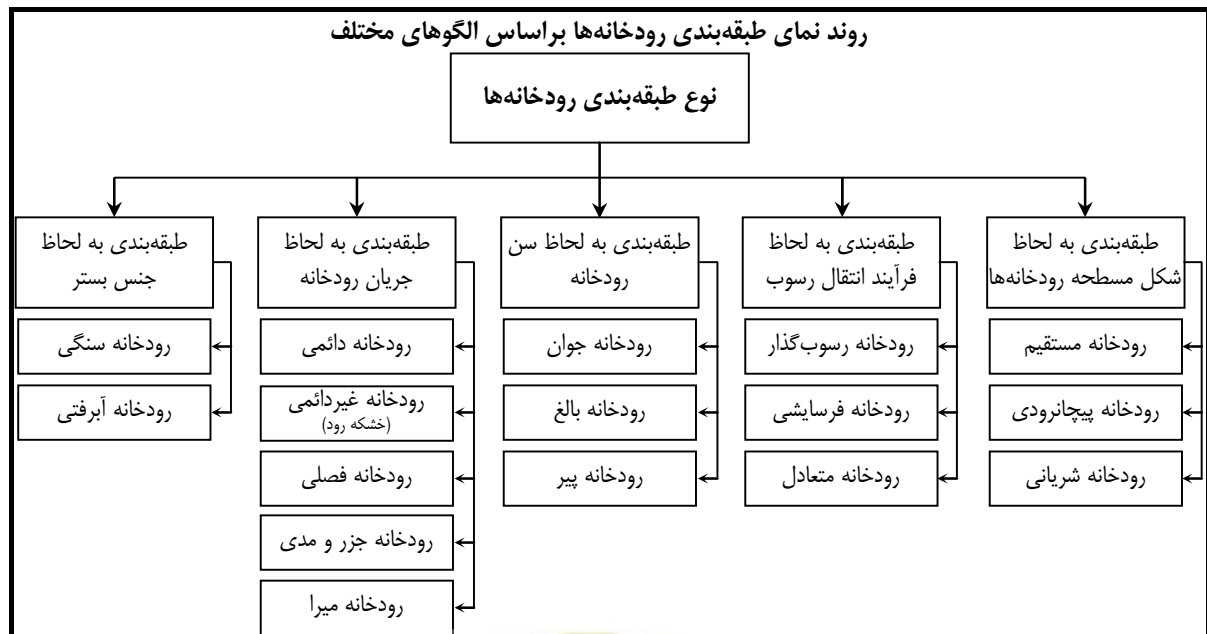 روند نمای طبقه‌بندی رودخانه‌ها براساس الگوهای مختلف
نوع طبقه‌بندی رودخانه‌ها
طبقه‌بندی به لحاظ
شکل مسطحه رودخانه‌ها
رودخانه مستقیم
رودخانه پیچانرودی
رودخانه شریانی
طبقه‌بندی به لحاظ
فرآیند انتقال رسوب
رودخانه رسوب‌گذار
رودخانه فرسایشی
رودخانه متعادل
طبقه‌بندی به لحاظ سن
رودخانه
رودخانه جوان
رودخانه بالغ
رودخانه پیر
طبقه‌بندی به لحاظ
جریان رودخانه
رودخانه دائمی
رودخانه غیردائمی
(خشکه رود)
رودخانه فصلی
رودخانه جزر و مدی
رودخانه میرا
طبقه‌بندی به لحاظ
جنس بستر
رودخانه سنگی
رودخانه آبرفتی